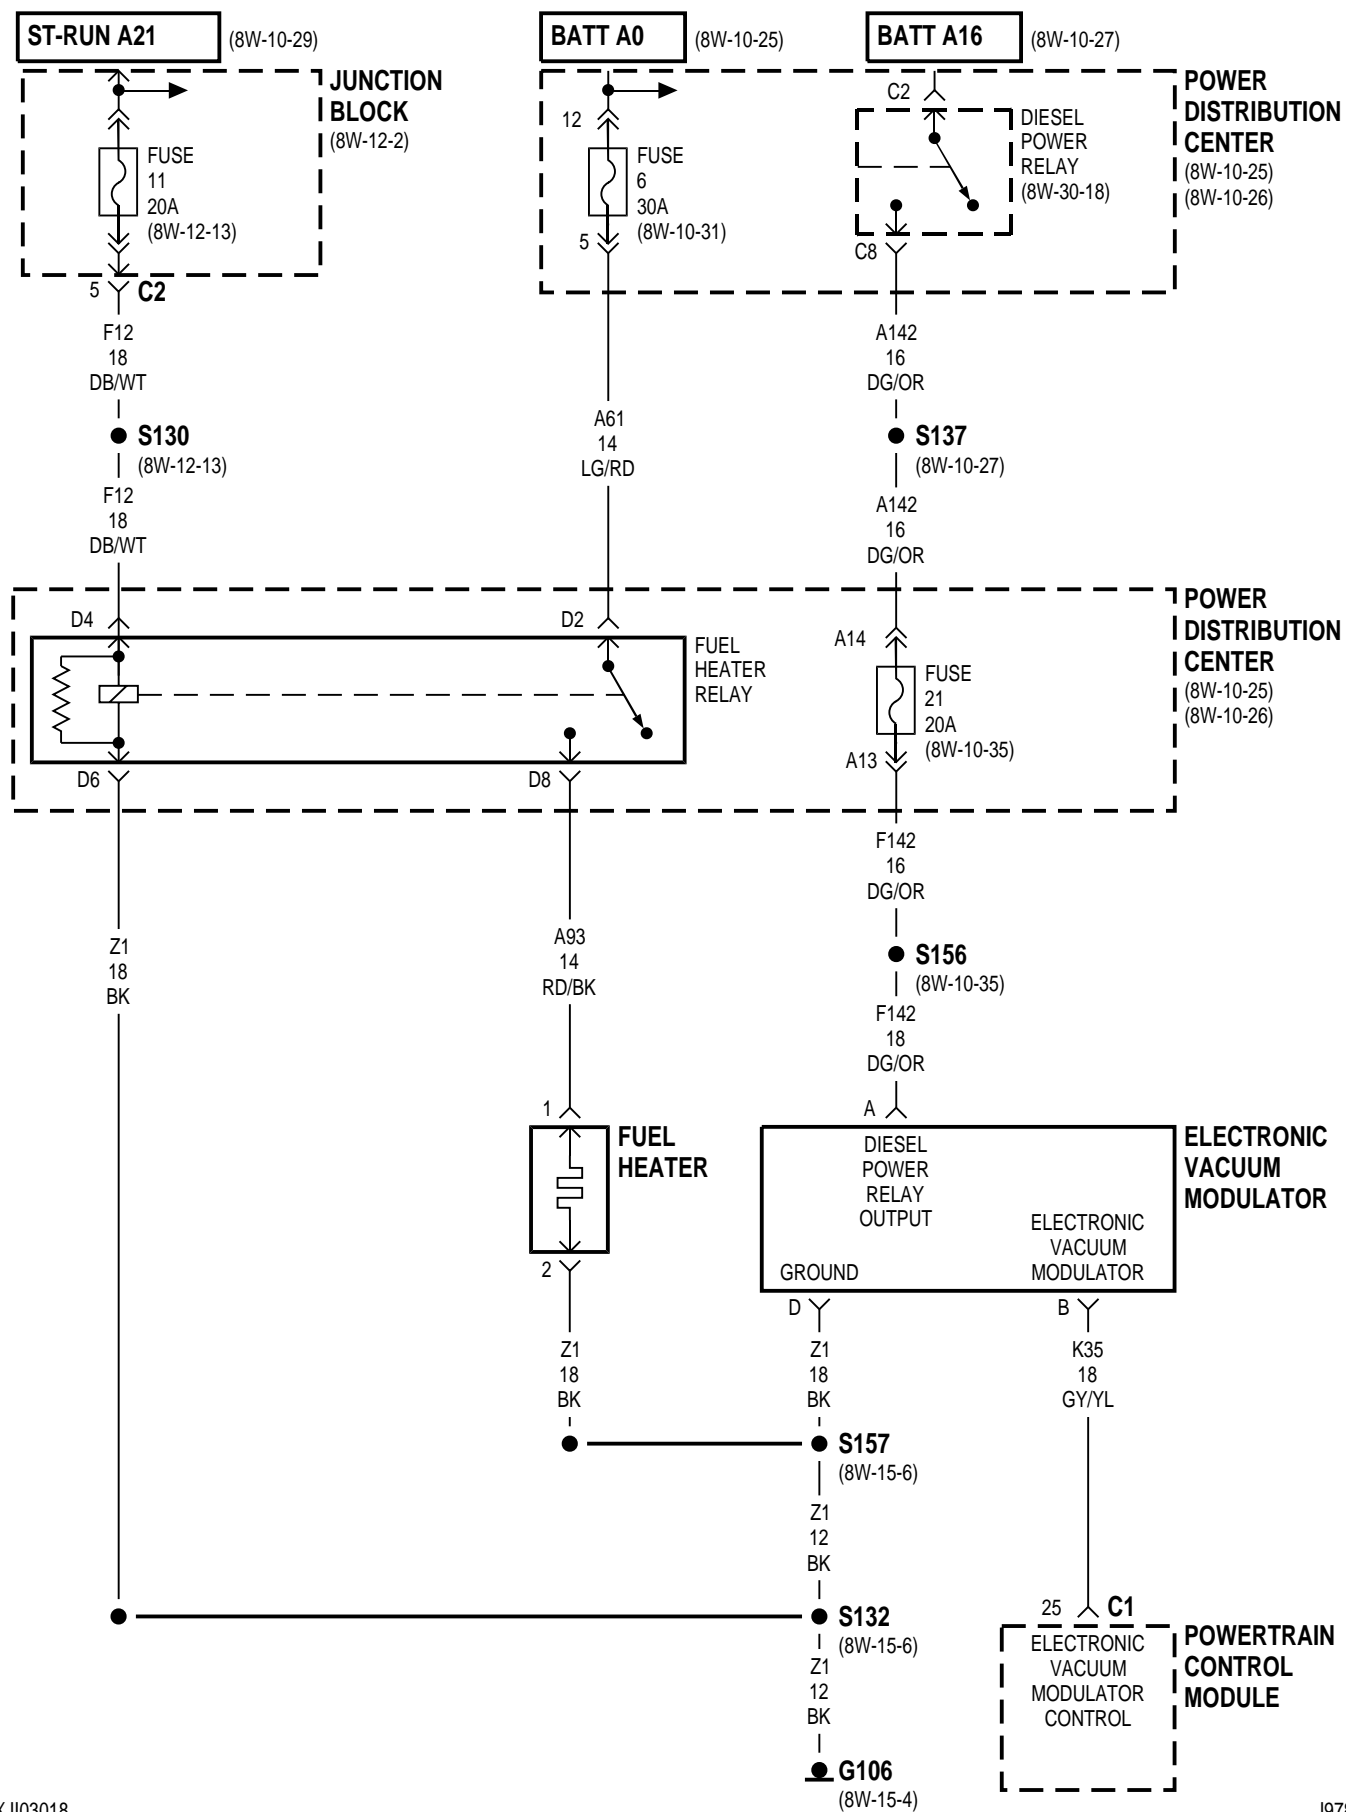 ST-RUN A21
(8W-10-29)
BATT A0
(8W-10-25)
BATT A16
(8W-10-27)
JUNCTION
BLOCK
(8W-12-2)
FUSE
11
20A
(8W-12-13)
5
C2
12
FUSE
6
30A
(8W-10-31)
5
C2
DIESEL
POWER
RELAY
(8W-30-18)
C8
POWER
DISTRIBUTION
CENTER
(8W-10-25)
(8W-10-26)
F12
18
DB/WT
S130
(8W-12-13)
F12
18
DB/WT
A61
14
LG/RD
A142
16
DG/OR
S137
(8W-10-27)
A142
16
DG/OR
D4
D2
FUEL
HEATER
RELAY
D6
D8
A14
FUSE
21
20A
(8W-10-35)
A13
POWER
DISTRIBUTION
CENTER
(8W-10-25)
(8W-10-26)
Z1
18
BK
A93
14
RD/BK
F142
16
DG/OR
S156
(8W-10-35)
F142
18
DG/OR
1
FUEL
HEATER
2
A
DIESEL
POWER
RELAY
OUTPUT
ELECTRONIC
VACUUM
MODULATOR
GROUND
ELECTRONIC
VACUUM
MODULATOR
D
B
Z1
18
BK
Z1
18
BK
K35
18
GY/YL
S157
(8W-15-6)
Z1
12
BK
S132
(8W-15-6)
Z1
12
BK
G106
(8W-15-4)
25
C1
ELECTRONIC
VACUUM
MODULATOR
CONTROL
POWERTRAIN
CONTROL
MODULE